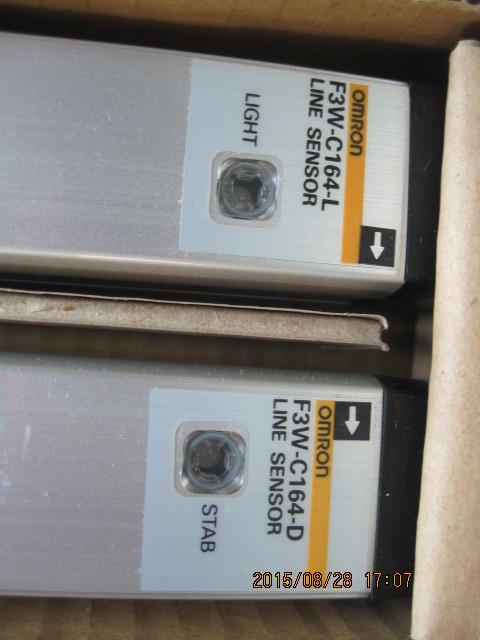 OMRON
F3W-C164-L
LINE SENSOR
LIGHT
OMRON
F3W-C164-D
LINE SENSOR
STAB
2015/08/28 17:07